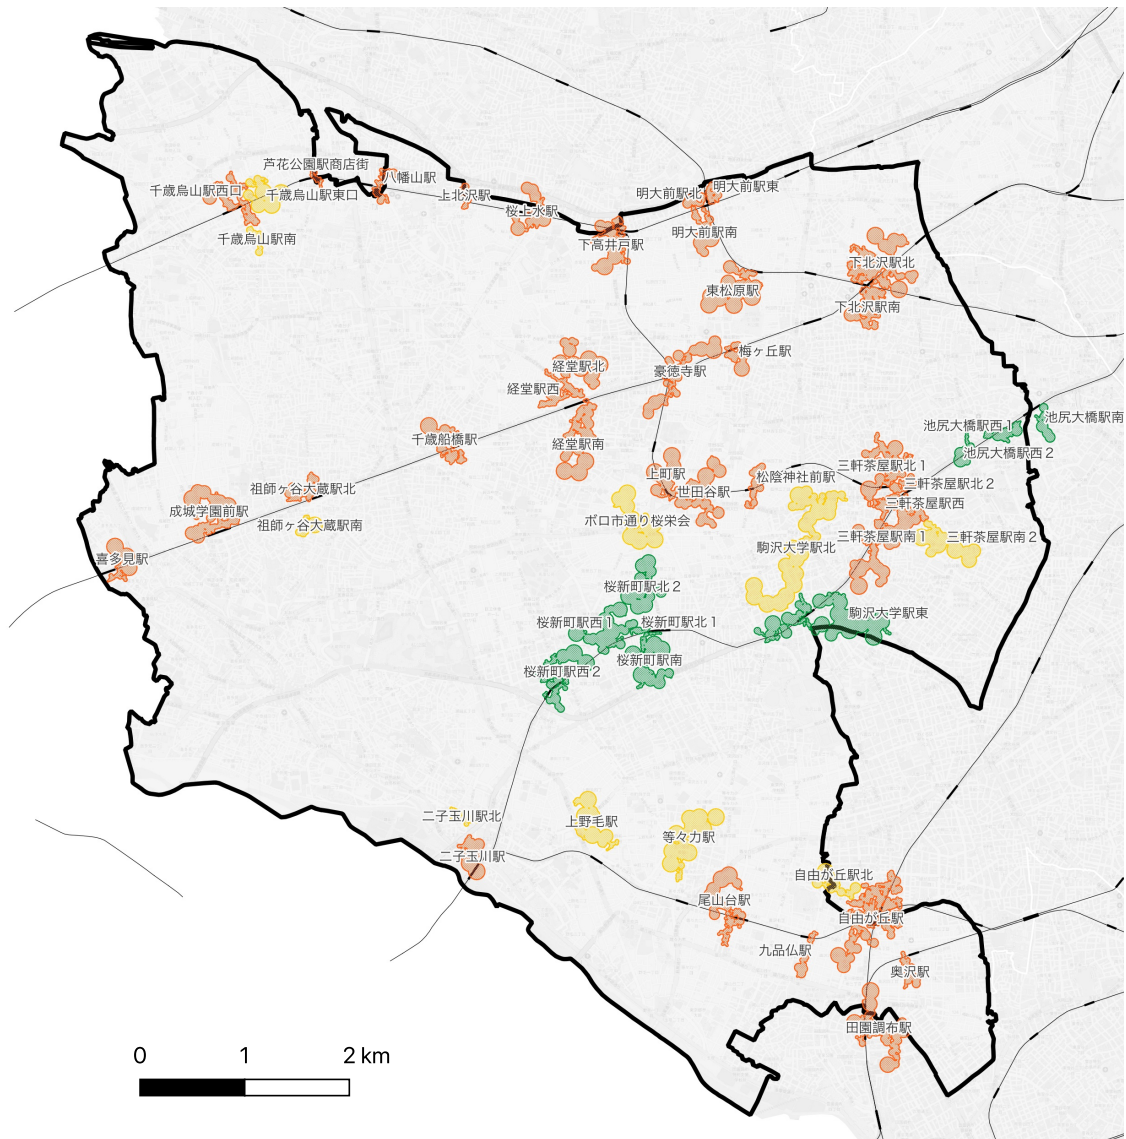 芦花公園駅商店街
八幡山駅
千歳烏山駅西口
千歳烏山駅東口
上北沢駅
明大前駅北
明大前駅東
桜上水駅
千歳烏山駅南
下高井戸駅
明大前駅南
下北沢駅北
東松原駅
下北沢駅南
梅ヶ丘駅
経堂駅北
豪徳寺駅
経堂駅西
池尻大橋駅南
池尻大橋駅西1
千歳船橋駅
経堂駅南
池尻大橋駅西2
三軒茶屋駅北1
上町駅
松陰神社前駅
三軒茶屋駅北2
祖師ヶ谷大蔵駅北
世田谷駅
三軒茶屋駅西
成城学園前駅
ボロ市通り桜栄会
祖師ヶ谷大蔵駅南
三軒茶屋駅南1
三軒茶屋駅南2
駒沢大学駅北
喜多見駅
桜新町駅北2
駒沢大学駅東
桜新町駅西1
桜新町駅北1
桜新町駅南
桜新町駅西2
二子玉川駅北
上野毛駅
等々力駅
二子玉川駅
自由が丘駅北
尾山台駅
自由が丘駅
九品仏駅
奥沢駅
田園調布駅
0 1 2 km